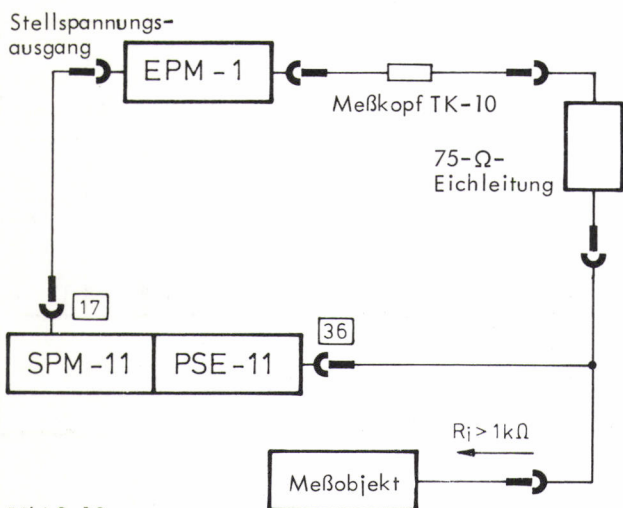 Stellspannungs-
ausgang
EPM-1
Meßkopf TK-10
75-Ω-
Eichleitung
17
36
SPM-11
PSE-11
Ri > 1kΩ
Meßobjekt